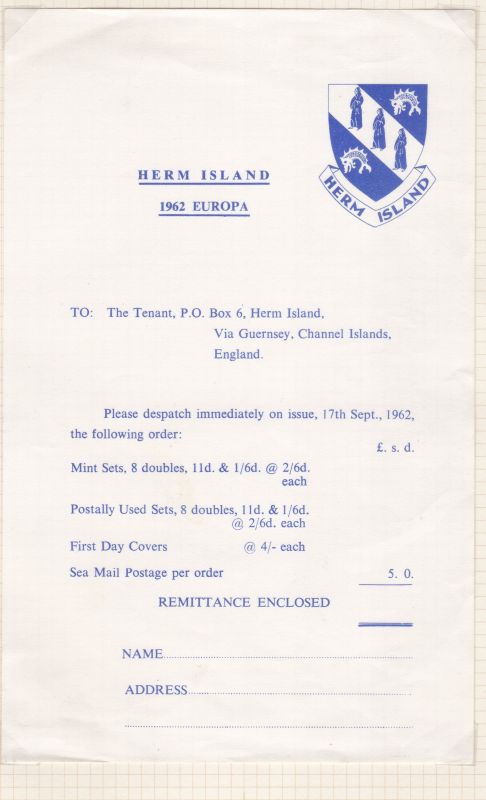 HERM ISLAND
HERM ISLAND
1962 EUROPA
TO: The Tenant, P.O. Box 6, Herm Island,
Via Guernsey, Channel Islands,
England.
Please despatch immediately on issue, 17th Sept., 1962,
the following order:
£. s. d.
Mint Sets, 8 doubles, 11d. & 1/6d. @ 2/6d.
each
Postally Used Sets, 8 doubles, 11d. & 1/6d.
@ 2/6d. each
First Day Covers @ 4/- each
Sea Mail Postage per order 5. 0.
REMITTANCE ENCLOSED
NAME
ADDRESS